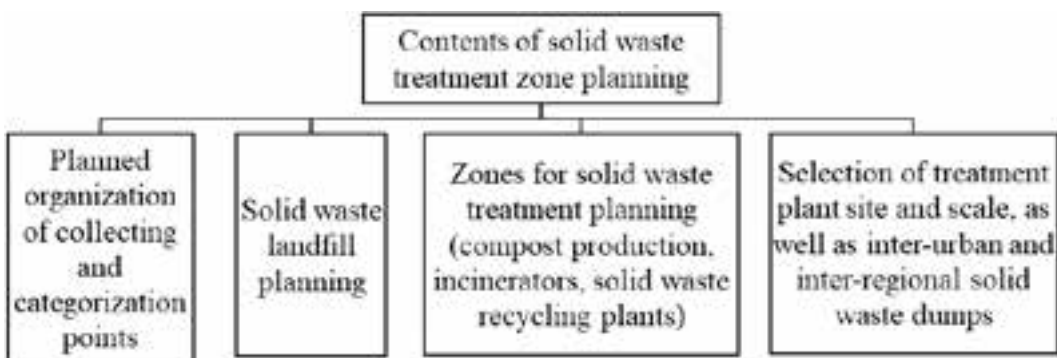 Contents of solid waste
treatment zone planning
Planned
organization
of collecting
and
categorization
points
Solid waste
landfill
planning
Zones for solid waste
treatment planning
(compost production,
incinerators, solid waste
recycling plants)
Selection of treatment
plant site and scale, as
well as inter-urban and
inter-regional solid
waste dumps